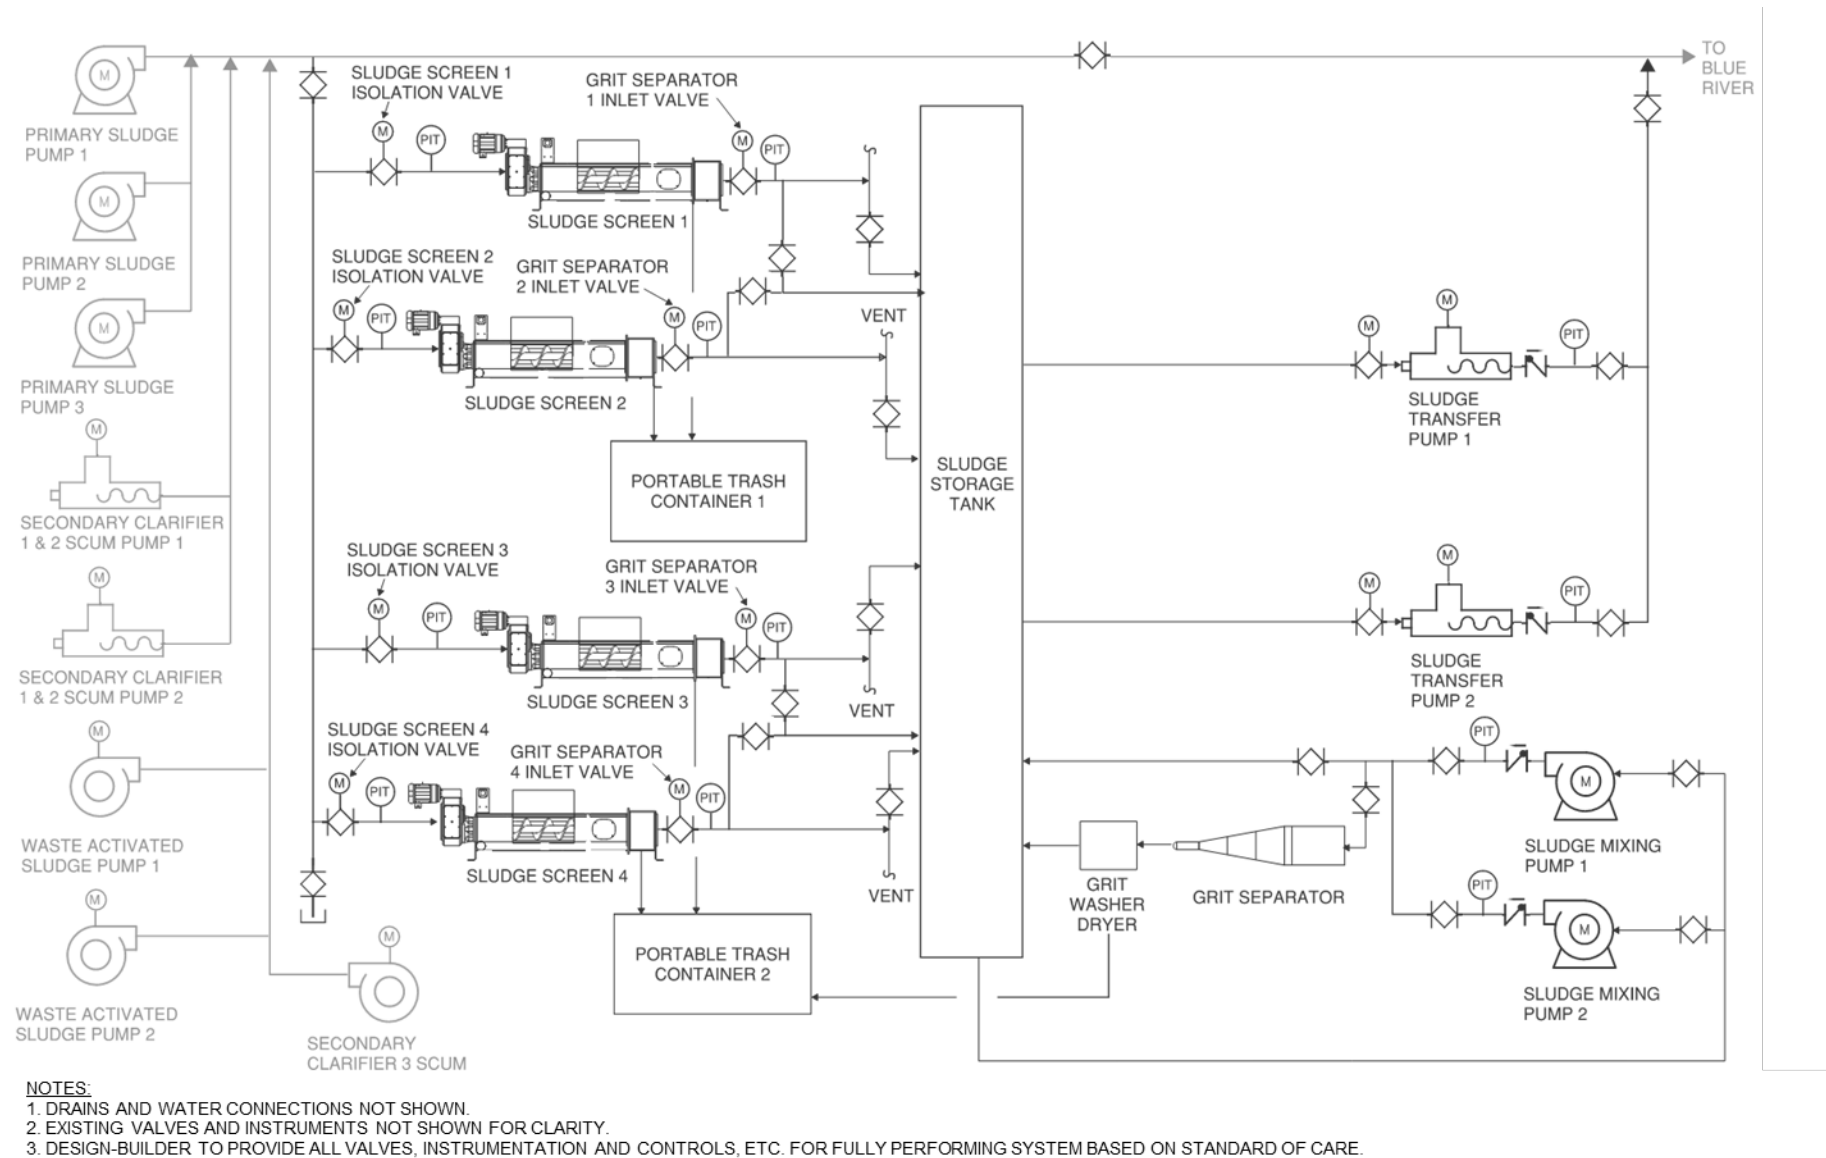 TO
BLUE
RIVER
M
PRIMARY SLUDGE
PUMP 1
M
PRIMARY SLUDGE
PUMP 2
M
PRIMARY SLUDGE
PUMP 3
M
SECONDARY CLARIFIER
1 & 2 SCUM PUMP 1
M
SECONDARY CLARIFIER
1 & 2 SCUM PUMP 2
M
WASTE ACTIVATED
SLUDGE PUMP 1
M
WASTE ACTIVATED
SLUDGE PUMP 2
M
SECONDARY
CLARIFIER 3 SCUM
SLUDGE SCREEN 1
ISOLATION VALVE
M
PIT
GRIT SEPARATOR
1 INLET VALVE
M
PIT
SLUDGE SCREEN 1
SLUDGE SCREEN 2
ISOLATION VALVE
M
PIT
GRIT SEPARATOR
2 INLET VALVE
M
PIT
VENT
SLUDGE SCREEN 2
PORTABLE TRASH
CONTAINER 1
SLUDGE SCREEN 3
ISOLATION VALVE
M
PIT
GRIT SEPARATOR
3 INLET VALVE
M
PIT
SLUDGE SCREEN 3
VENT
SLUDGE SCREEN 4
ISOLATION VALVE
M
PIT
GRIT SEPARATOR
4 INLET VALVE
M
PIT
SLUDGE SCREEN 4
VENT
PORTABLE TRASH
CONTAINER 2
SLUDGE
STORAGE
TANK
M
M
PIT
SLUDGE
TRANSFER
PUMP 1
M
M
PIT
SLUDGE
TRANSFER
PUMP 2
PIT
M
SLUDGE MIXING
PUMP 1
PIT
M
SLUDGE MIXING
PUMP 2
GRIT
WASHER
DRYER
GRIT SEPARATOR
NOTES:
1. DRAINS AND WATER CONNECTIONS NOT SHOWN.
2. EXISTING VALVES AND INSTRUMENTS NOT SHOWN FOR CLARITY.
3. DESIGN-BUILDER TO PROVIDE ALL VALVES, INSTRUMENTATION AND CONTROLS, ETC. FOR FULLY PERFORMING SYSTEM BASED ON STANDARD OF CARE.